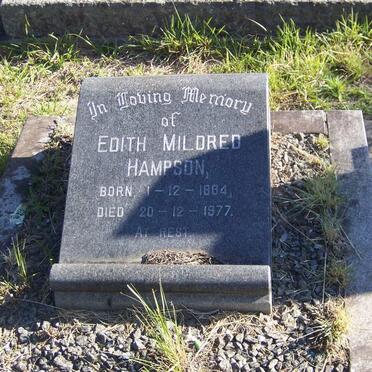 In Loving Memory
of
EDITH MILDRED
HAMPSON,
BORN 1-12-1884,
DIED 20-12-1977.
AT REST